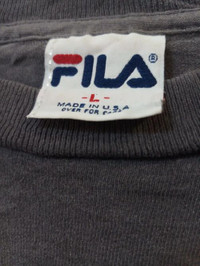 FILA®
-L-
MADE IN U.S.A
OVER FOR